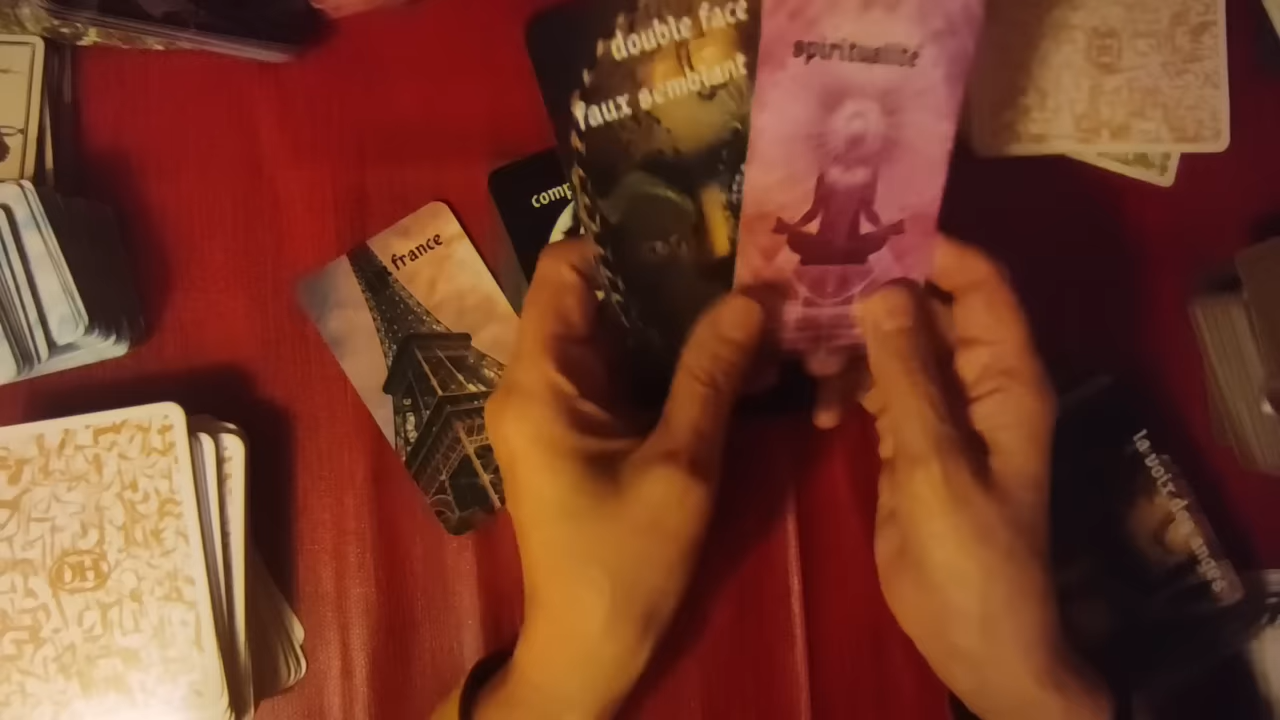 double face
faux semblant
spiritualité
comp
france
la voix des anges
OH